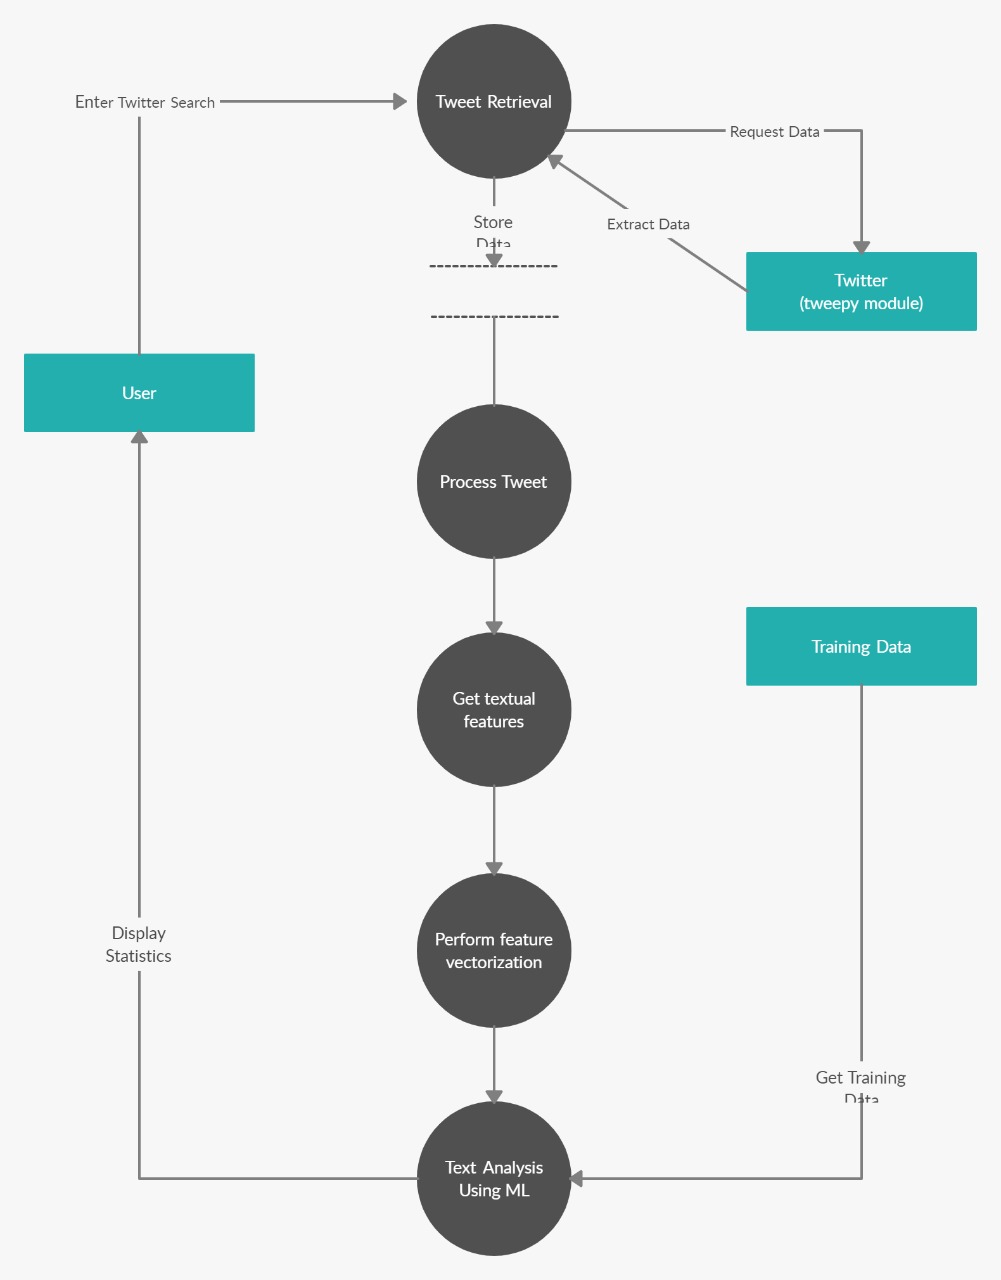 Tweet Retrieval
Enter Twitter Search
Request Data
Store
Data
Extract Data
Twitter
(tweepy module)
User
Process Tweet
Training Data
Get textual
features
Display
Statistics
Perform feature
vectorization
Get Training
Data
Text Analysis
Using ML